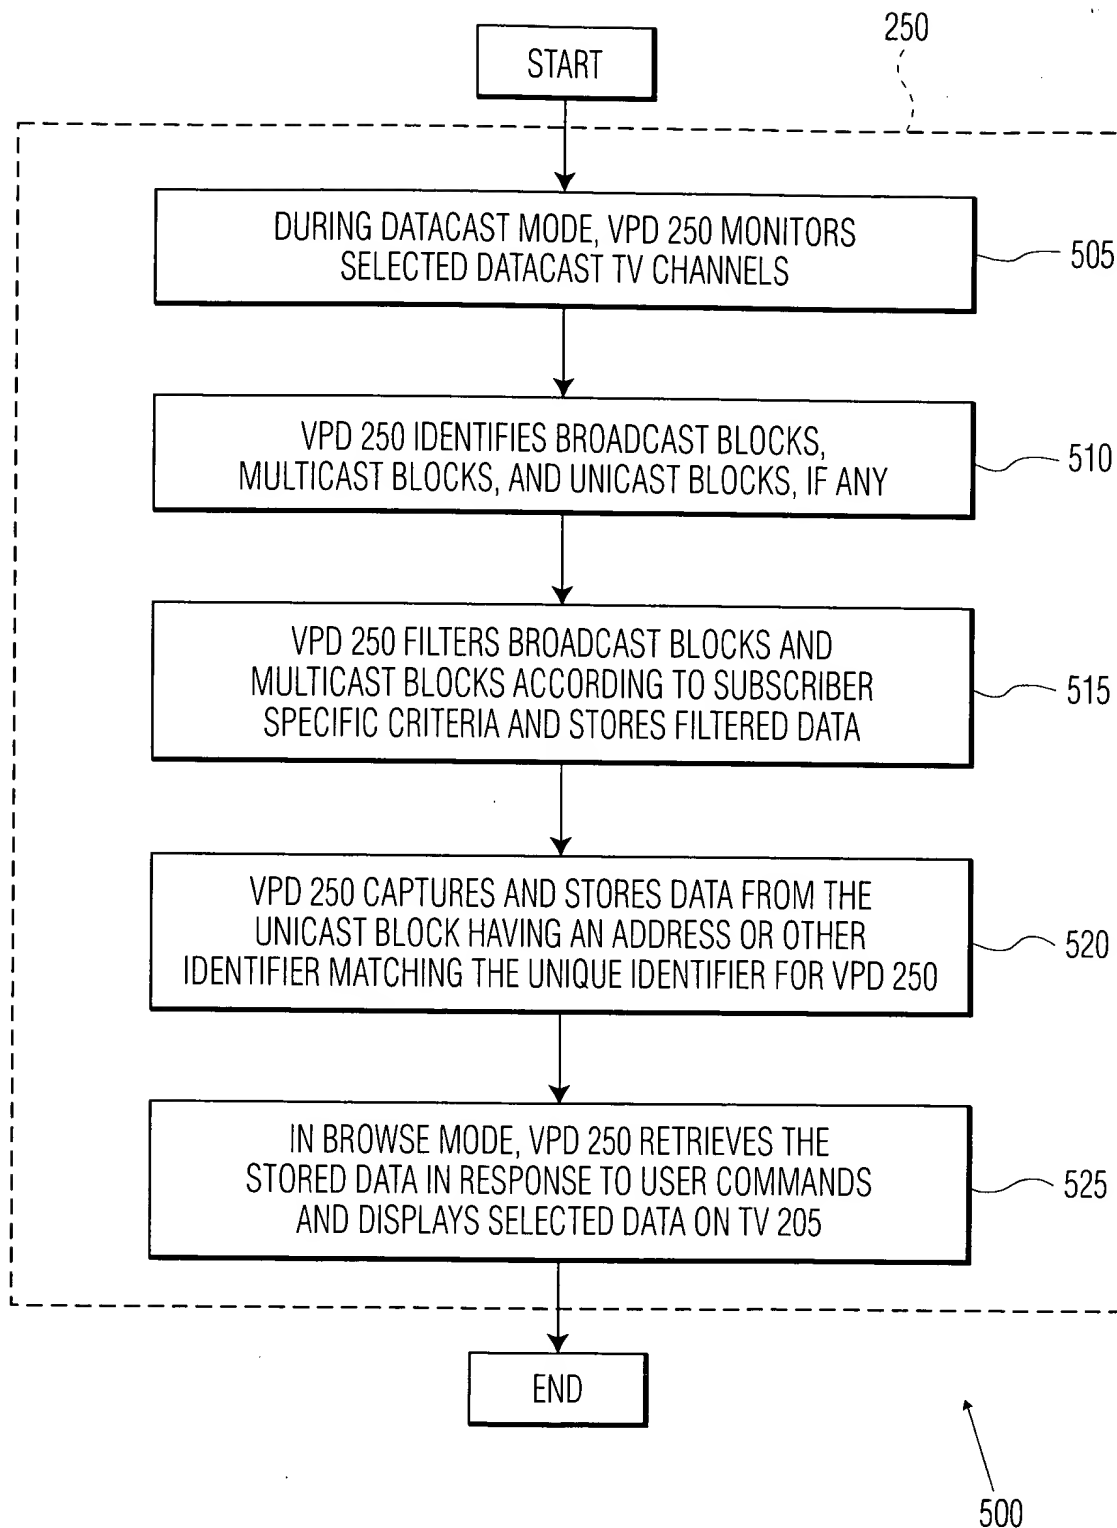 250
START
DURING DATACAST MODE, VPD 250 MONITORS
SELECTED DATACAST TV CHANNELS
505
VPD 250 IDENTIFIES BROADCAST BLOCKS,
MULTICAST BLOCKS, AND UNICAST BLOCKS, IF ANY
510
VPD 250 FILTERS BROADCAST BLOCKS AND
MULTICAST BLOCKS ACCORDING TO SUBSCRIBER
SPECIFIC CRITERIA AND STORES FILTERED DATA
515
VPD 250 CAPTURES AND STORES DATA FROM THE
UNICAST BLOCK HAVING AN ADDRESS OR OTHER
IDENTIFIER MATCHING THE UNIQUE IDENTIFIER FOR VPD 250
520
IN BROWSE MODE, VPD 250 RETRIEVES THE
STORED DATA IN RESPONSE TO USER COMMANDS
AND DISPLAYS SELECTED DATA ON TV 205
525
END
500